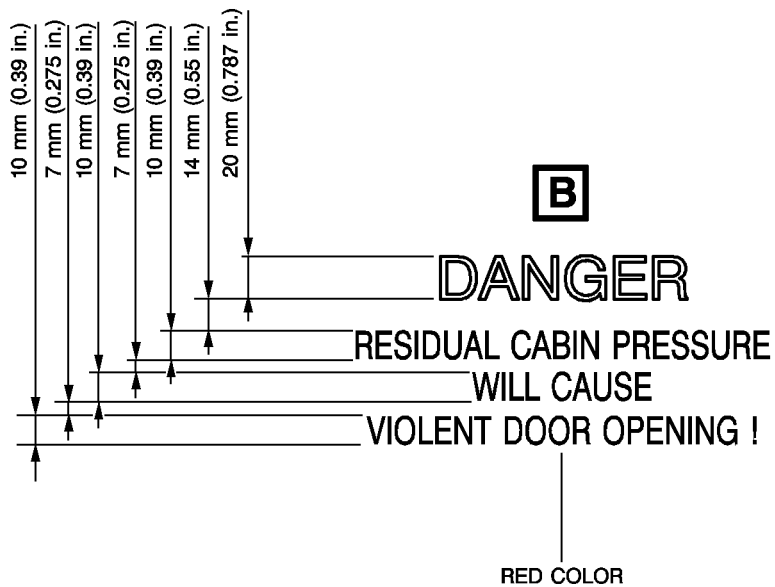 10 mm (0.39 in.)
7 mm (0.275 in.)
10 mm (0.39 in.)
7 mm (0.275 in.)
10 mm (0.39 in.)
14 mm (0.55 in.)
20 mm (0.787 in.)
B
DANGER
RESIDUAL CABIN PRESSURE
WILL CAUSE
VIOLENT DOOR OPENING !
RED COLOR